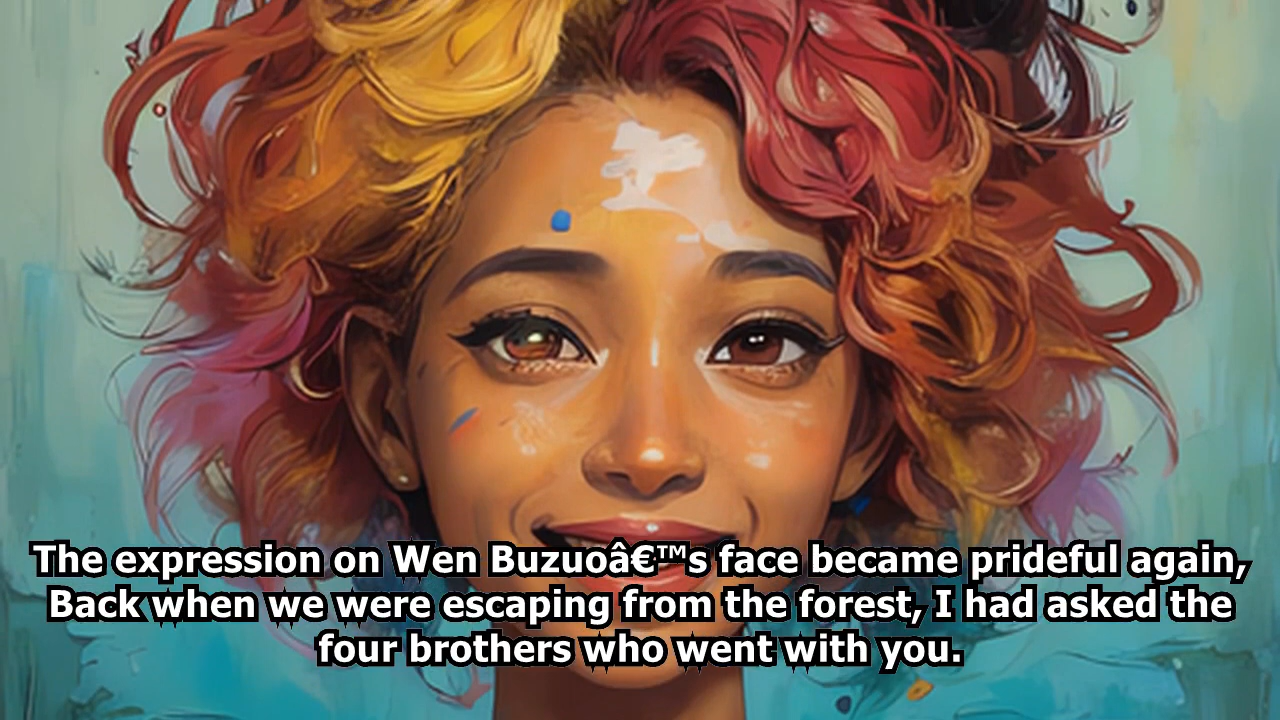 The expression on Wen Buzuoâ€™s face became prideful again,
Back when we were escaping from the forest, I had asked the
four brothers who went with you.